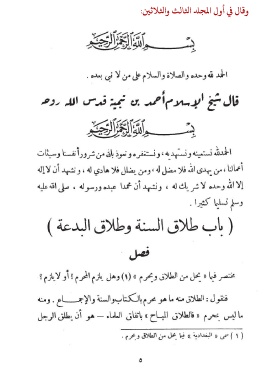 وقال في أول المجلد الثالث والثلاثين:
بسم الله الرحمن الرحيم
الحمد لله وحده والصلاة والسلام على من لا نبي بعده .
قال شيخ الإسلام أحمد بن تيمية قدس الله روحه
بسم الله الرحمن الرحيم
الحمد لله نستعينه ونستهديه ، ونستغفره ونعوذ بالله من شرور أنفسنا وسيئات
أعمالنا ، من يهدى الله فلا مضل له ، ومن يضلل فلا هادي له ، ونشهد أن لا إله
إلا الله وحده لا شريك له ، ونشهد أن محمدا عبده ورسوله . صلى الله عليه
وسلم تسليما كثيرا .
( باب طلاق السنة وطلاق البدعة )
فصل
مختصر فيما « يحل من الطلاق ويحرم » (١) وهل يلزم المحرم ؟ أو لا يلزم ؟
فنقول : الطلاق منه ما هو محرم بالكتاب والسنة والإجماع . ومنه
ما ليس بمحرم « فالطلاق المباح » باتفاق العلماء — هو أن يطلق الرجل
( ١ ) تسمى « البغدادية » فيما يحل من الطلاق ويحرم .
٥